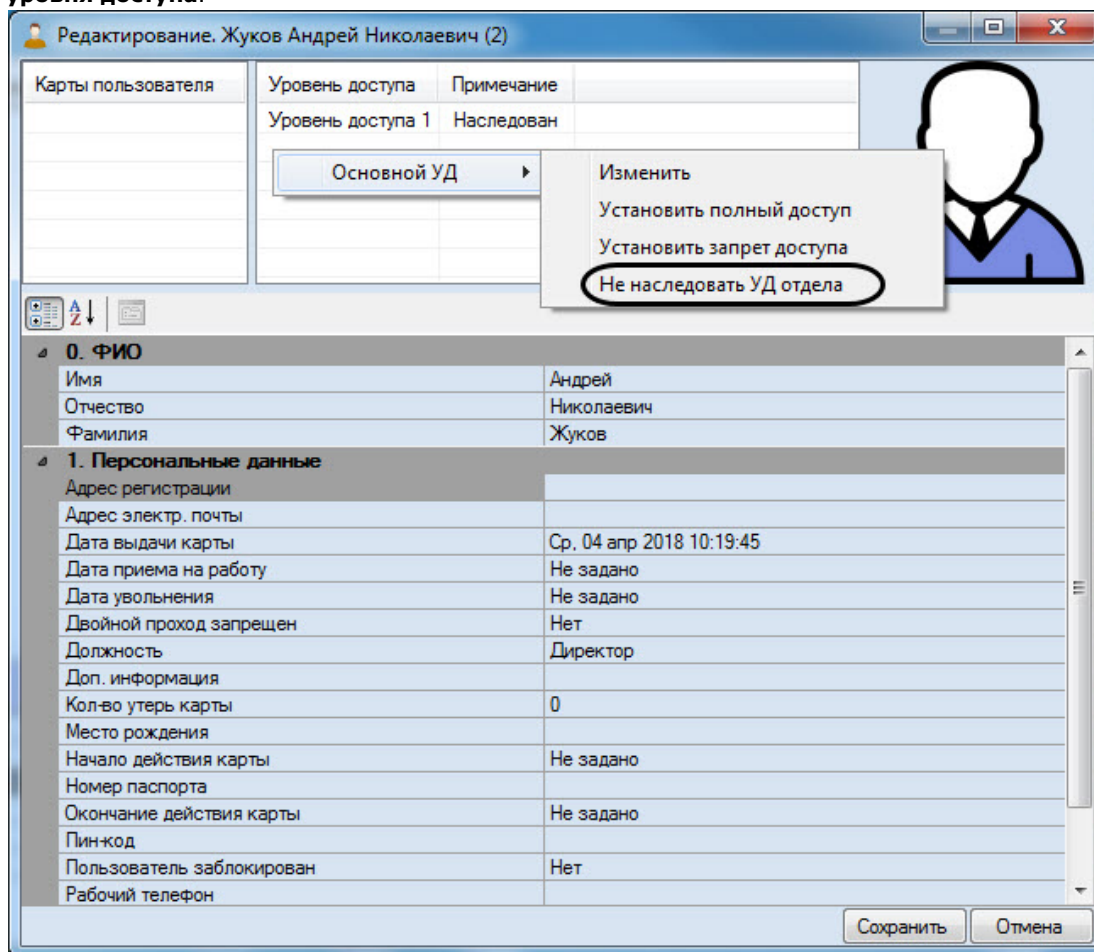 уровня доступа.
Редактирование. Жуков Андрей Николаевич (2)
Карты пользователя Уровень доступа Примечание
Уровень доступа 1 Наследован
Основной УД
Изменить
Установить полный доступ
Установить запрет доступа
Не наследовать УД отдела
0. ФИО
Имя Андрей
Отчество Николаевич
Фамилия Жуков
1. Персональные данные
Адрес регистрации
Адрес электр. почты
Дата выдачи карты Ср, 04 апр 2018 10:19:45
Дата приема на работу Не задано
Дата увольнения Не задано
Двойной проход запрещен Нет
Должность Директор
Доп. информация
Кол-во утерь карты 0
Место рождения
Начало действия карты Не задано
Номер паспорта
Окончание действия карты Не задано
Пин-код
Пользователь заблокирован Нет
Рабочий телефон
Сохранить Отмена